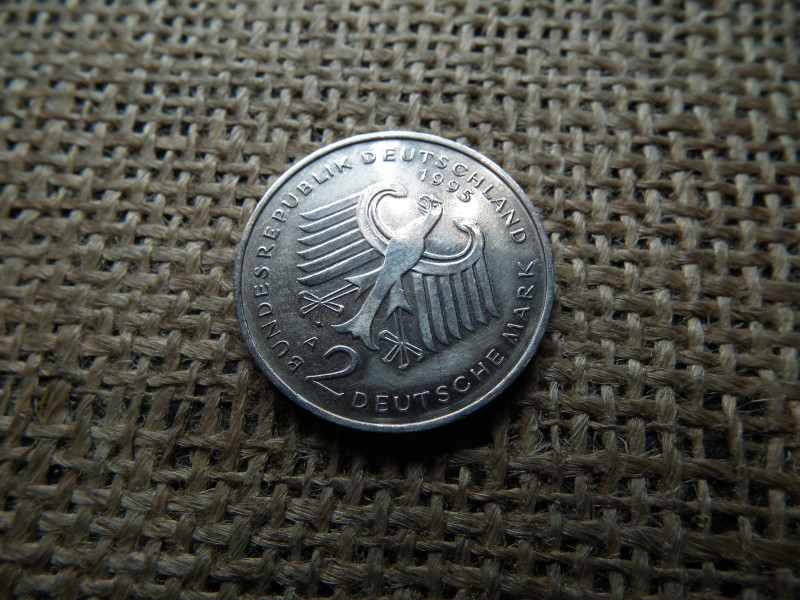 BUNDESREPUBLIK DEUTSCHLAND
1995
A
2
DEUTSCHE MARK